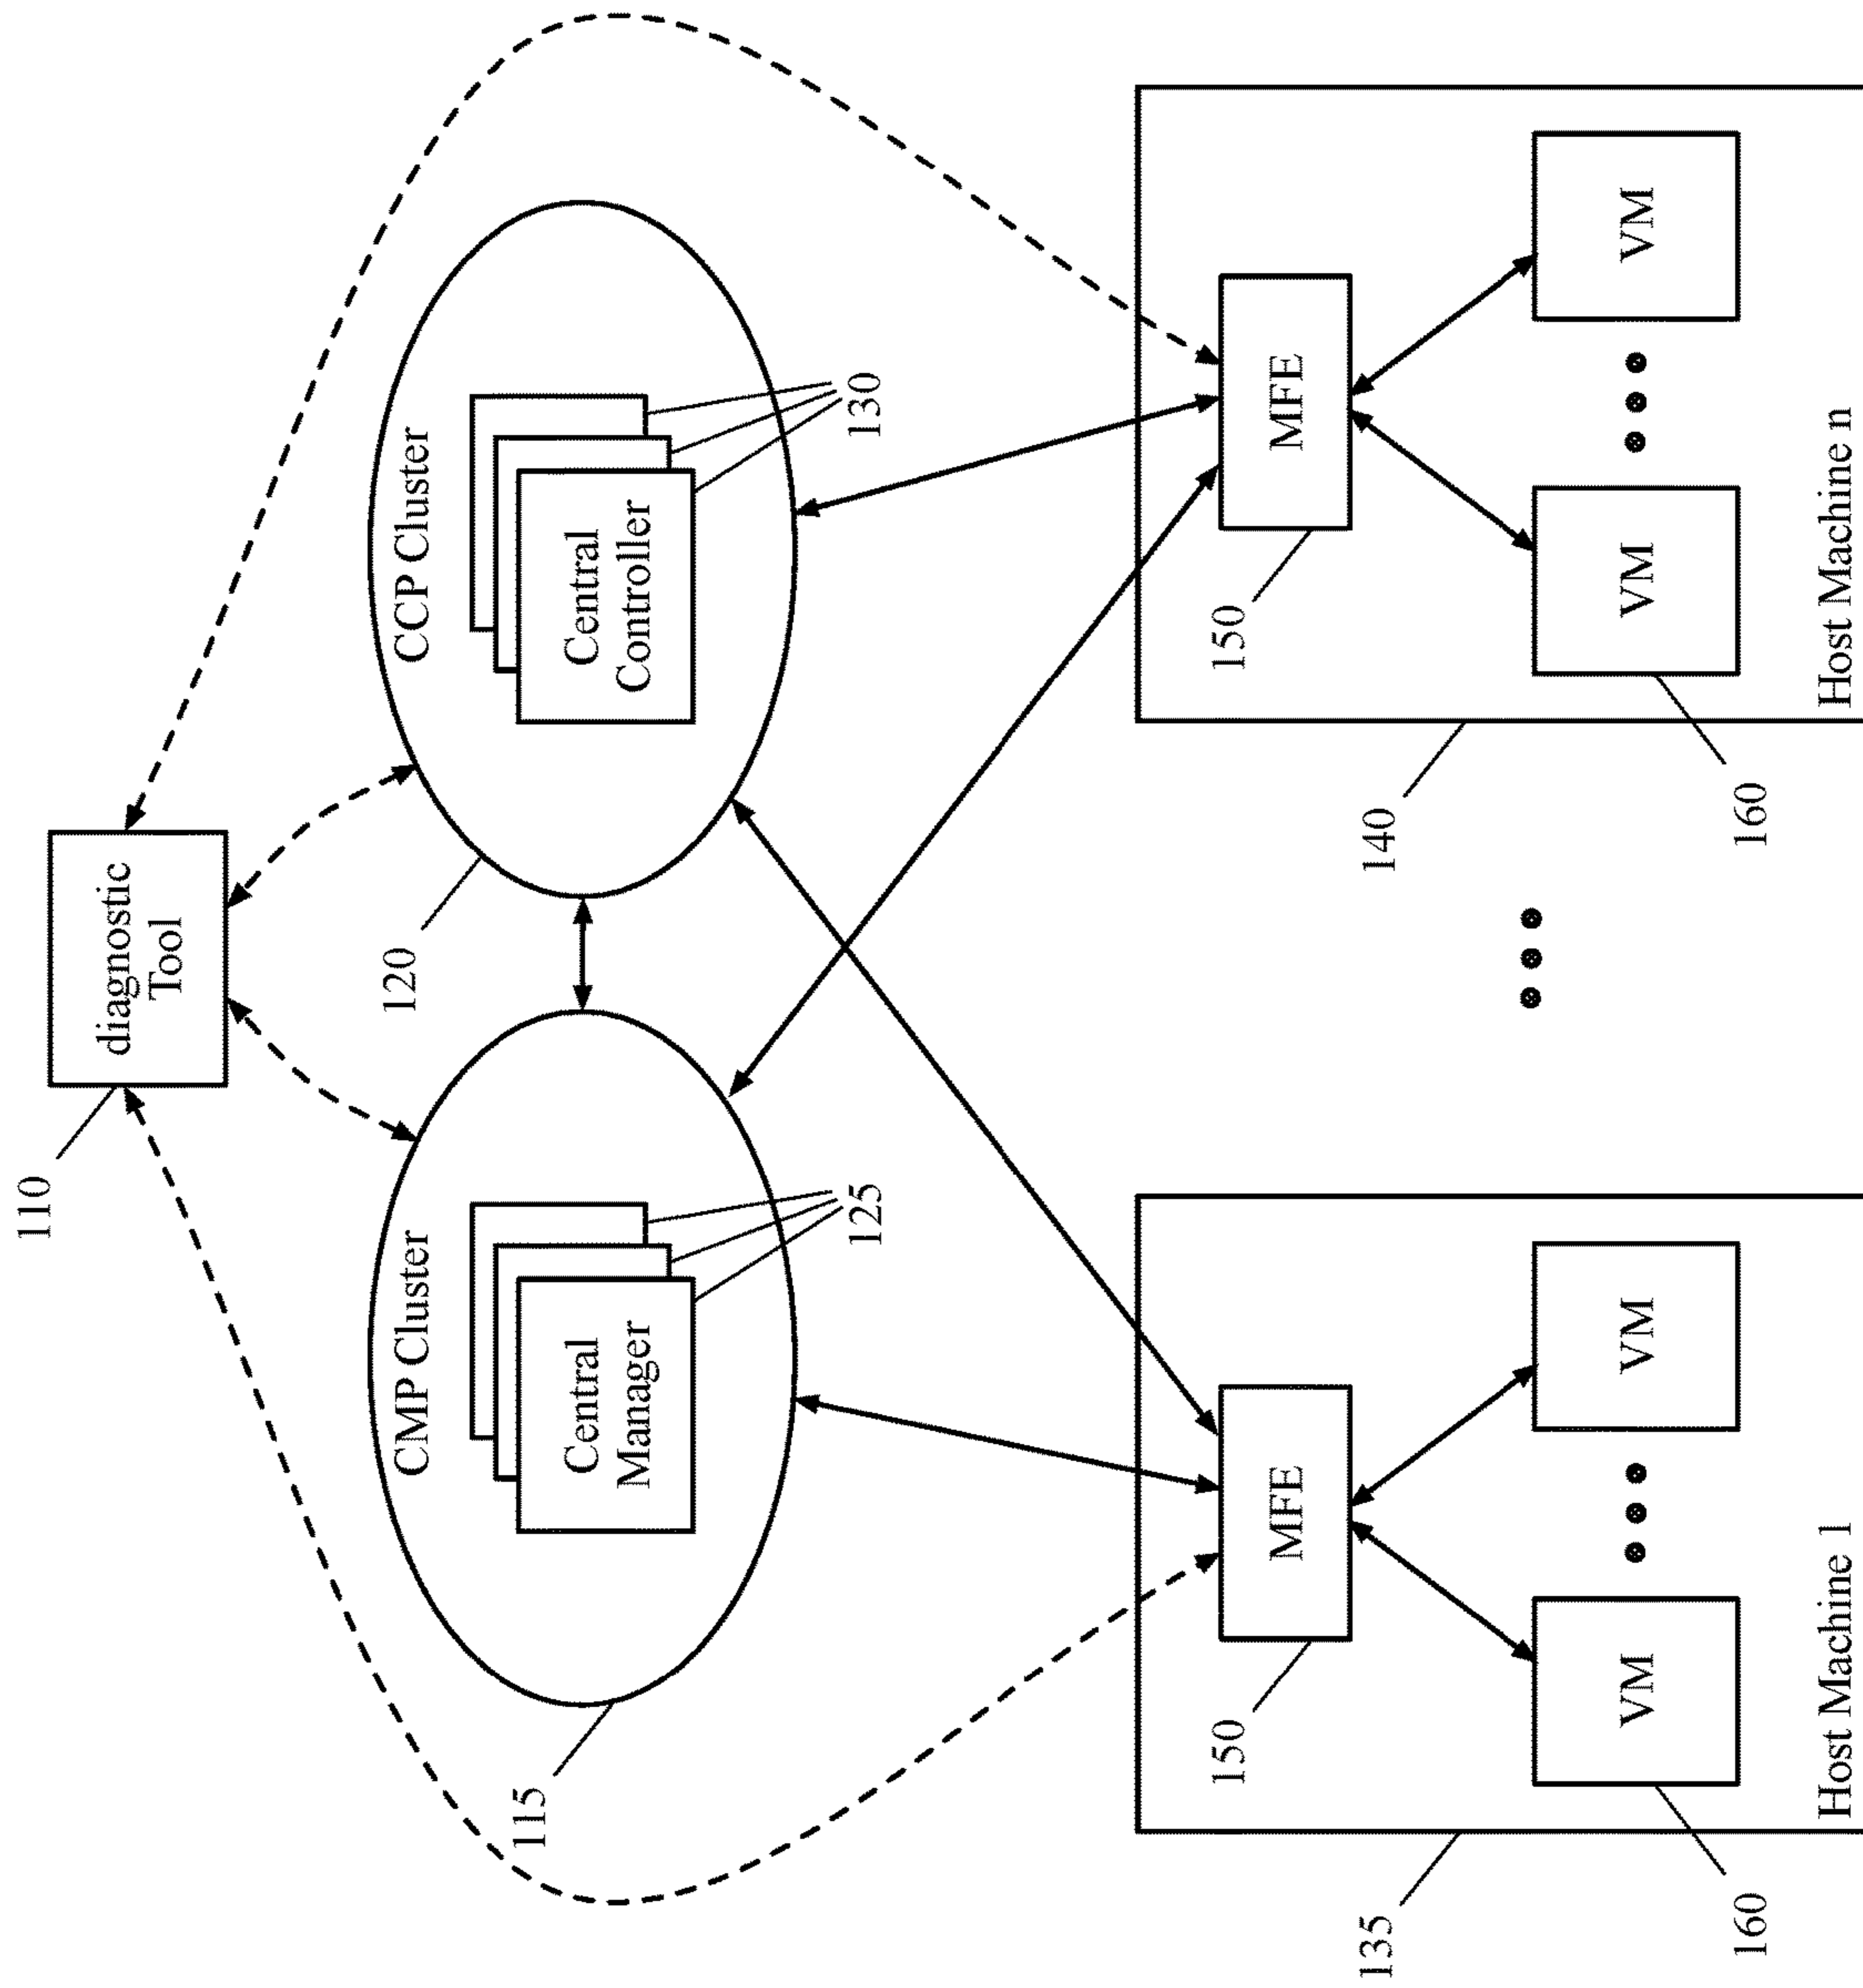 110
diagnostic
Tool
CMP Cluster
Central
Manager
125
115
CCP Cluster
Central
Controller
130
120
MFE
150
VM
VM
160
Host Machine 1
135
MFE
150
VM
VM
160
Host Machine n
140